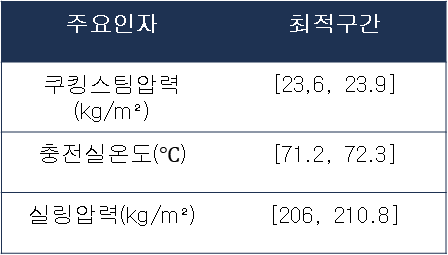 주요인자 최적구간
쿠킹스팀압력 [23,6, 23.9]
(kg/m²)
충전실온도(℃) [71.2, 72.3]
실링압력(kg/m²) [206, 210.8]